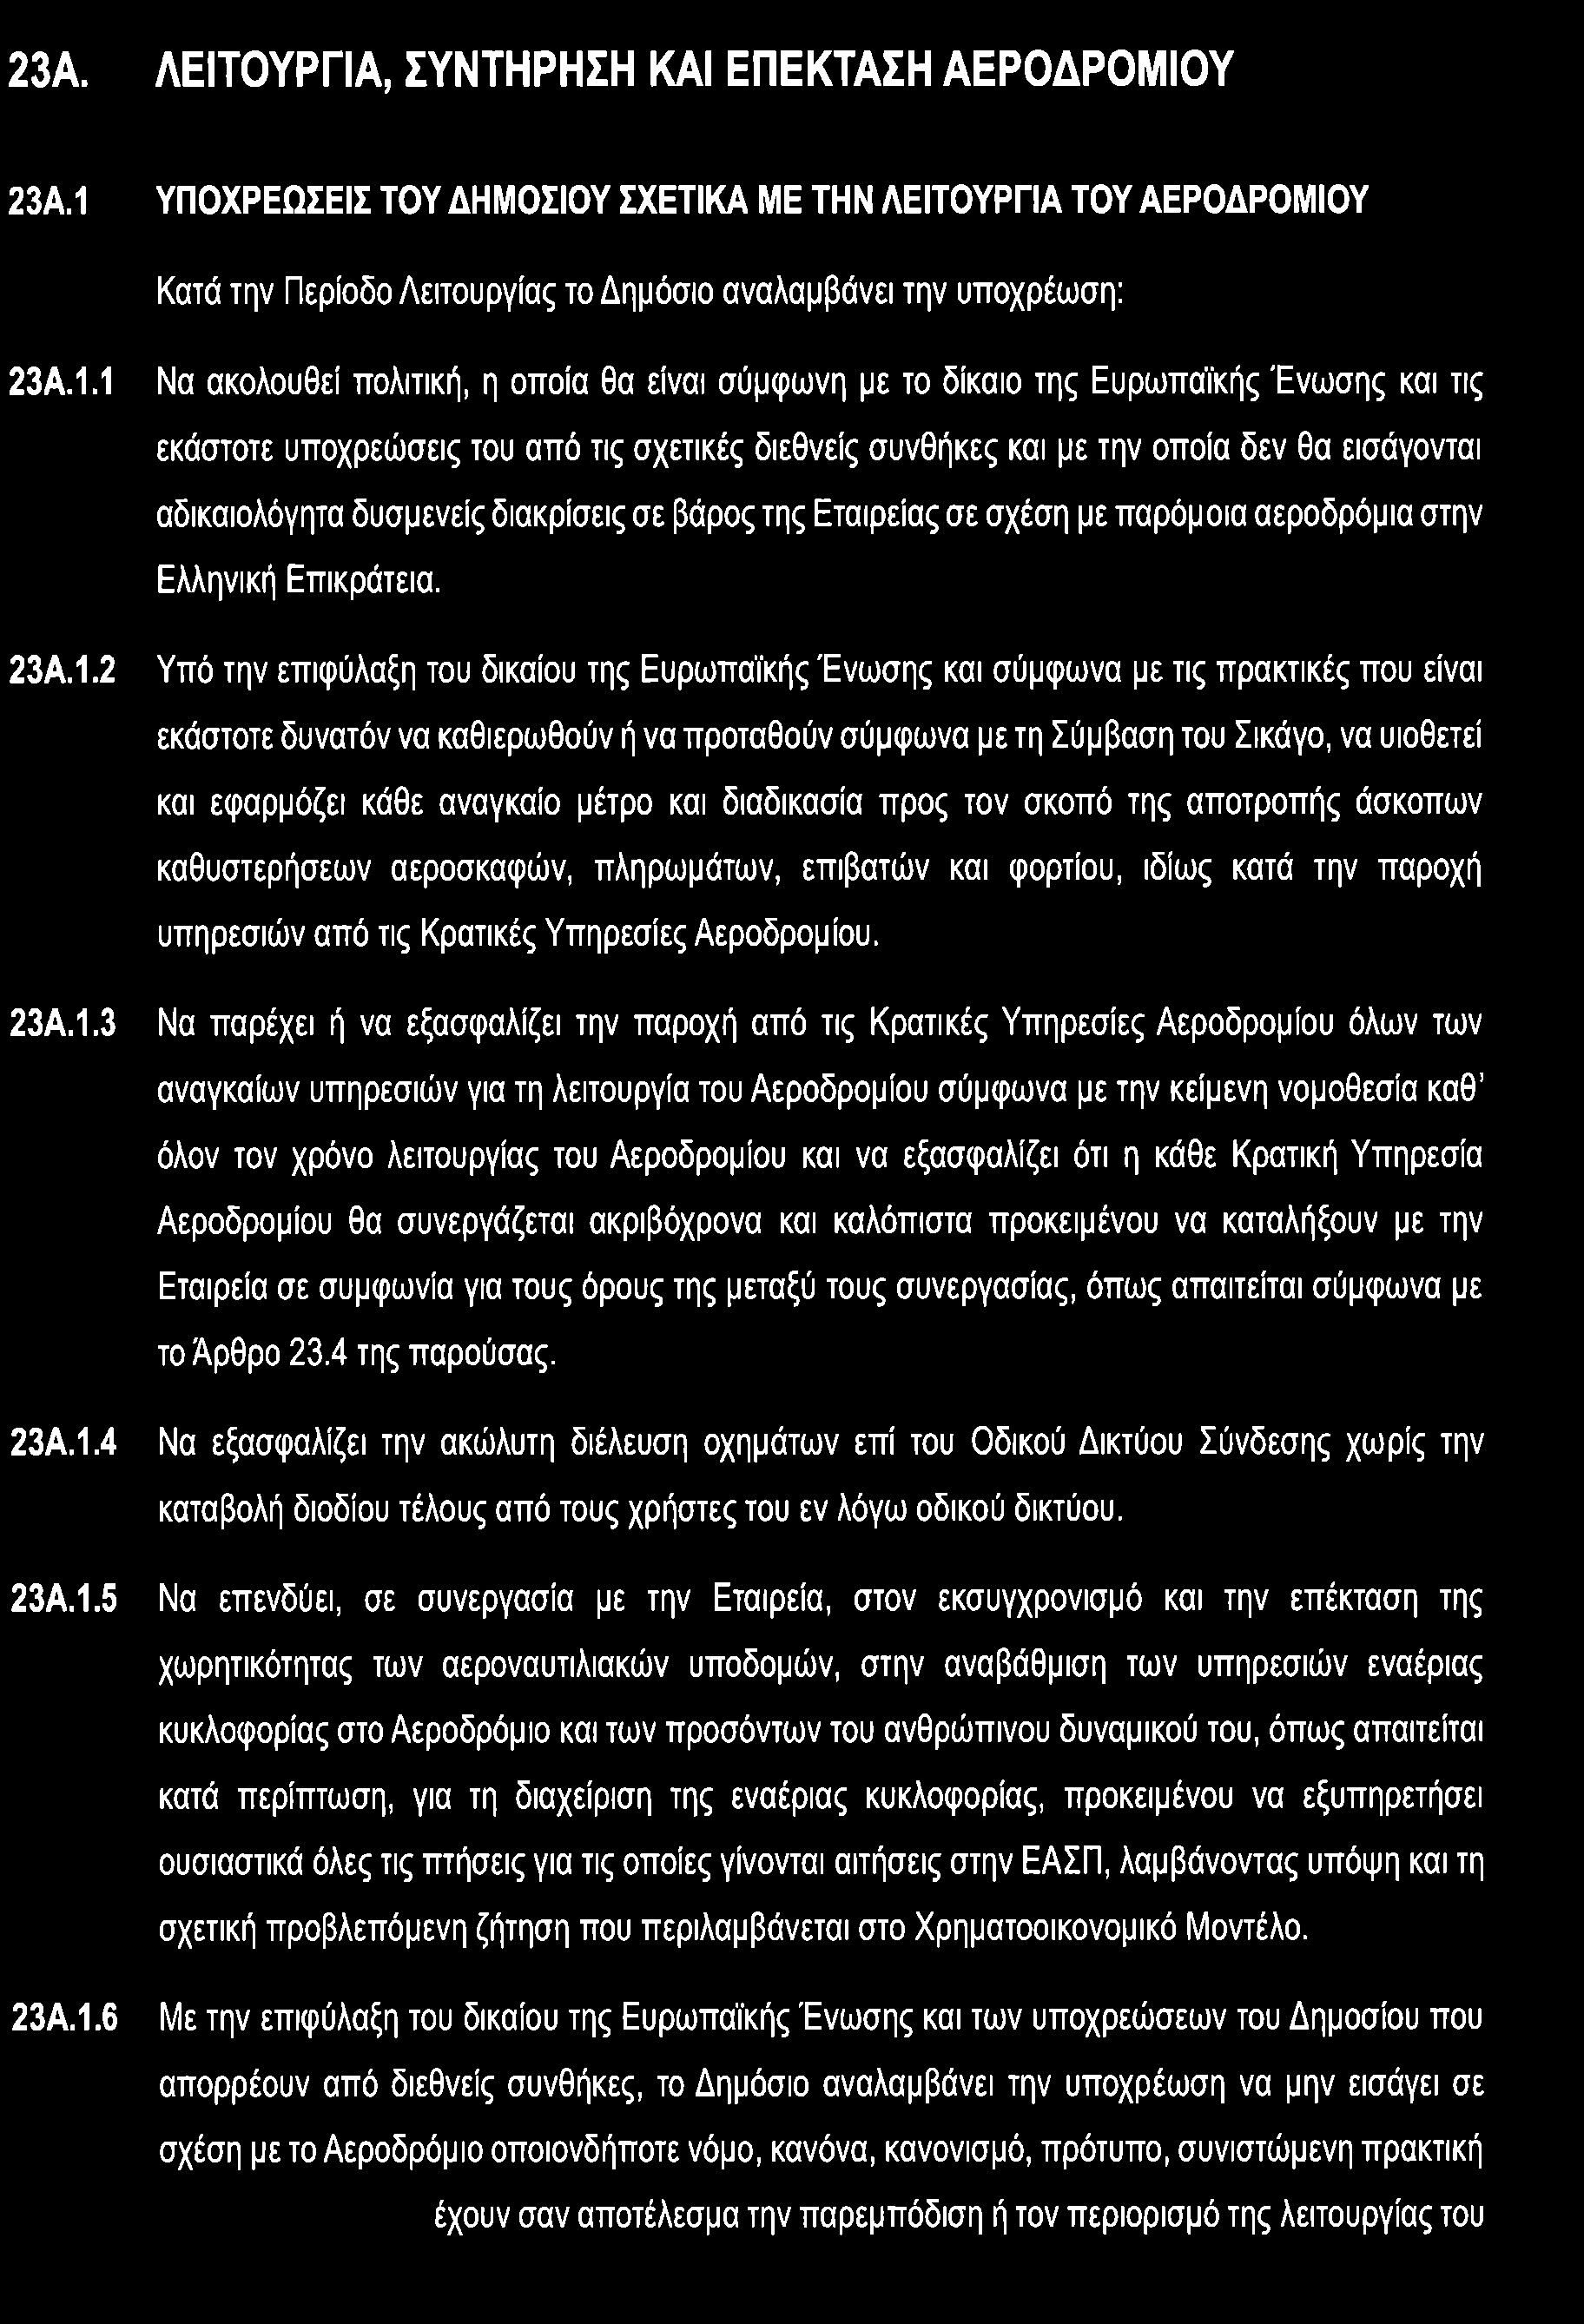 23Α. ΛΕΙΤΟΥΡΓΙΑ, ΣΥΝΤΗΡΗΣΗ ΚΑΙ ΕΠΕΚΤΑΣΗ ΑΕΡΟΔΡΟΜΙΟΥ
23Α.1 ΥΠΟΧΡΕΩΣΕΙΣ ΤΟΥ ΔΗΜΟΣΙΟΥ ΣΧΕΤΙΚΑ ΜΕ ΤΗΝ ΛΕΙΤΟΥΡΓΙΑ ΤΟΥ ΑΕΡΟΔΡΟΜΙΟΥ
Κατά την Περίοδο Λειτουργίας το Δημόσιο αναλαμβάνει την υποχρέωση:
23Α.1.1 Να ακολουθεί πολιτική, η οποία θα είναι σύμφωνη με το δίκαιο της Ευρωπαϊκής Ένωσης και τις
εκάστοτε υποχρεώσεις του από τις σχετικές διεθνείς συνθήκες και με την οποία δεν θα εισάγονται
αδικαιολόγητα δυσμενείς διακρίσεις σε βάρος της Εταιρείας σε σχέση με παρόμοια αεροδρόμια στην
Ελληνική Επικράτεια.
23Α.1.2 Υπό την επιφύλαξη του δικαίου της Ευρωπαϊκής Ένωσης και σύμφωνα με τις πρακτικές που είναι
εκάστοτε δυνατόν να καθιερωθούν ή να προταθούν σύμφωνα με τη Σύμβαση του Σικάγο, να υιοθετεί
και εφαρμόζει κάθε αναγκαίο μέτρο και διαδικασία προς τον σκοπό της αποτροπής άσκοπων
καθυστερήσεων αεροσκαφών, πληρωμάτων, επιβατών και φορτίου, ιδίως κατά την παροχή
υπηρεσιών από τις Κρατικές Υπηρεσίες Αεροδρομίου.
23Α.1.3 Να παρέχει ή να εξασφαλίζει την παροχή από τις Κρατικές Υπηρεσίες Αεροδρομίου όλων των
αναγκαίων υπηρεσιών για τη λειτουργία του Αεροδρομίου σύμφωνα με την κείμενη νομοθεσία καθ’
όλον τον χρόνο λειτουργίας του Αεροδρομίου και να εξασφαλίζει ότι η κάθε Κρατική Υπηρεσία
Αεροδρομίου θα συνεργάζεται ακριβόχρονα και καλόπιστα προκειμένου να καταλήξουν με την
Εταιρεία σε συμφωνία για τους όρους της μεταξύ τους συνεργασίας, όπως απαιτείται σύμφωνα με
το Άρθρο 23.4 της παρούσας.
23Α.1.4 Να εξασφαλίζει την ακώλυτη διέλευση οχημάτων επί του Οδικού Δικτύου Σύνδεσης χωρίς την
καταβολή διοδίου τέλους από τους χρήστες του εν λόγω οδικού δικτύου.
23Α.1.5 Να επενδύει, σε συνεργασία με την Εταιρεία, στον εκσυγχρονισμό και την επέκταση της
χωρητικότητας των αεροναυτιλιακών υποδομών, στην αναβάθμιση των υπηρεσιών εναέριας
κυκλοφορίας στο Αεροδρόμιο και των προσόντων του ανθρώπινου δυναμικού του, όπως απαιτείται
κατά περίπτωση, για τη διαχείριση της εναέριας κυκλοφορίας, προκειμένου να εξυπηρετήσει
ουσιαστικά όλες τις πτήσεις για τις οποίες γίνονται αιτήσεις στην ΕΑΣΠ, λαμβάνοντας υπόψη και τη
σχετική προβλεπόμενη ζήτηση που περιλαμβάνεται στο Χρηματοοικονομικό Μοντέλο.
23Α.1.6 Με την επιφύλαξη του δικαίου της Ευρωπαϊκής Ένωσης και των υποχρεώσεων του Δημοσίου που
απορρέουν από διεθνείς συνθήκες, το Δημόσιο αναλαμβάνει την υποχρέωση να μην εισάγει σε
σχέση με το Αεροδρόμιο οποιονδήποτε νόμο, κανόνα, κανονισμό, πρότυπο, συνιστώμενη πρακτική
έχουν σαν αποτέλεσμα την παρεμπόδιση ή τον περιορισμό της λειτουργίας του